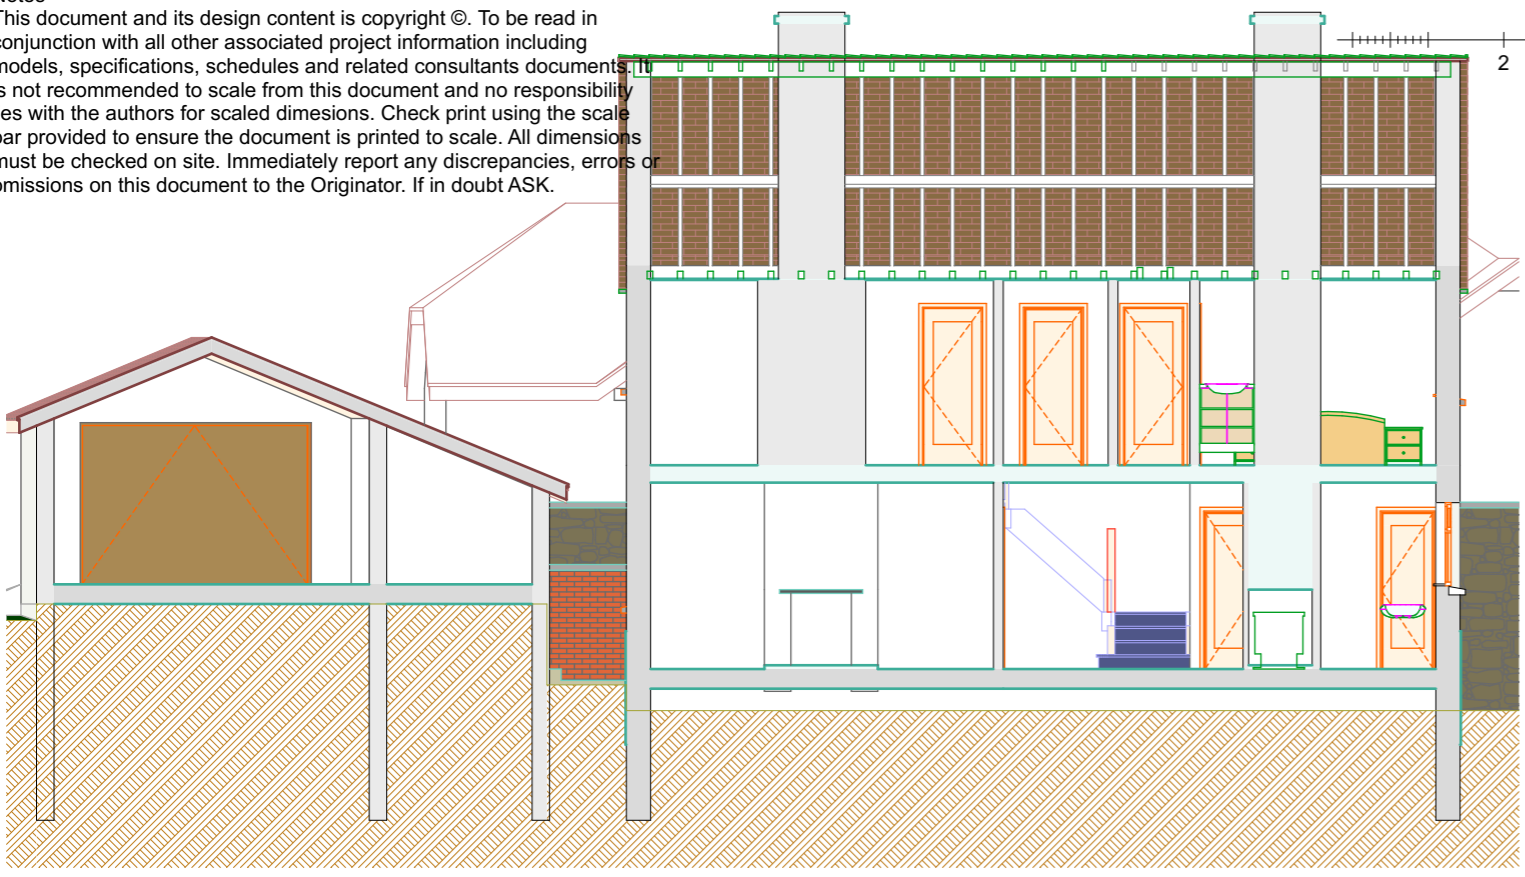 This document and its design content is copyright ©. To be read in
conjunction with all other associated project information including
models, specifications, schedules and related consultants documents. It
is not recommended to scale from this document and no responsibility
lies with the authors for scaled dimesions. Check print using the scale
bar provided to ensure the document is printed to scale. All dimensions
must be checked on site. Immediately report any discrepancies, errors or
omissions on this document to the Originator. If in doubt ASK.
2